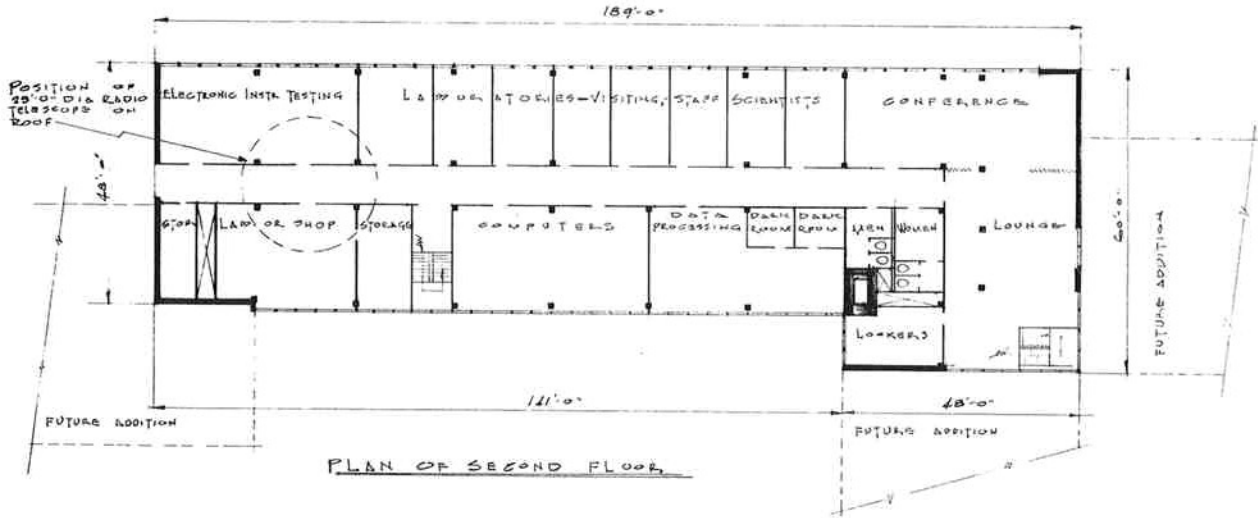 189'-0"
POSITION OF
25'-0" DIA RADIO
TELESCOPE ON
ROOF
ELECTRONIC INSTR TESTING
LABORATORIES-VISITING, STAFF SCIENTISTS
CONFERENCE
48'-0"
60'-0"
STOR
LAB OR SHOP
STORAGE
COMPUTERS
DATA
PROCESSING
DARK
ROOM
DARK
ROOM
MEN
WOMEN
LOUNGE
LOCKERS
FUTURE ADDITION
141'-0"
48'-0"
FUTURE ADDITION
FUTURE ADDITION
PLAN OF SECOND FLOOR